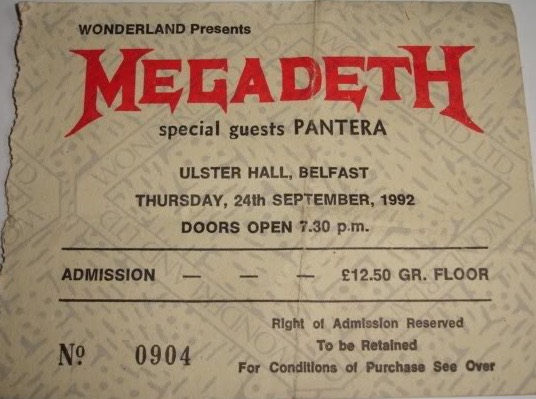 WONDERLAND Presents
MEGADETH
special guests PANTERA
ULSTER HALL, BELFAST
THURSDAY, 24th SEPTEMBER, 1992
DOORS OPEN 7.30 p.m.
ADMISSION — — — £12.50 GR. FLOOR
Right of Admission Reserved
To be Retained
Nº 0904
For Conditions of Purchase See Over